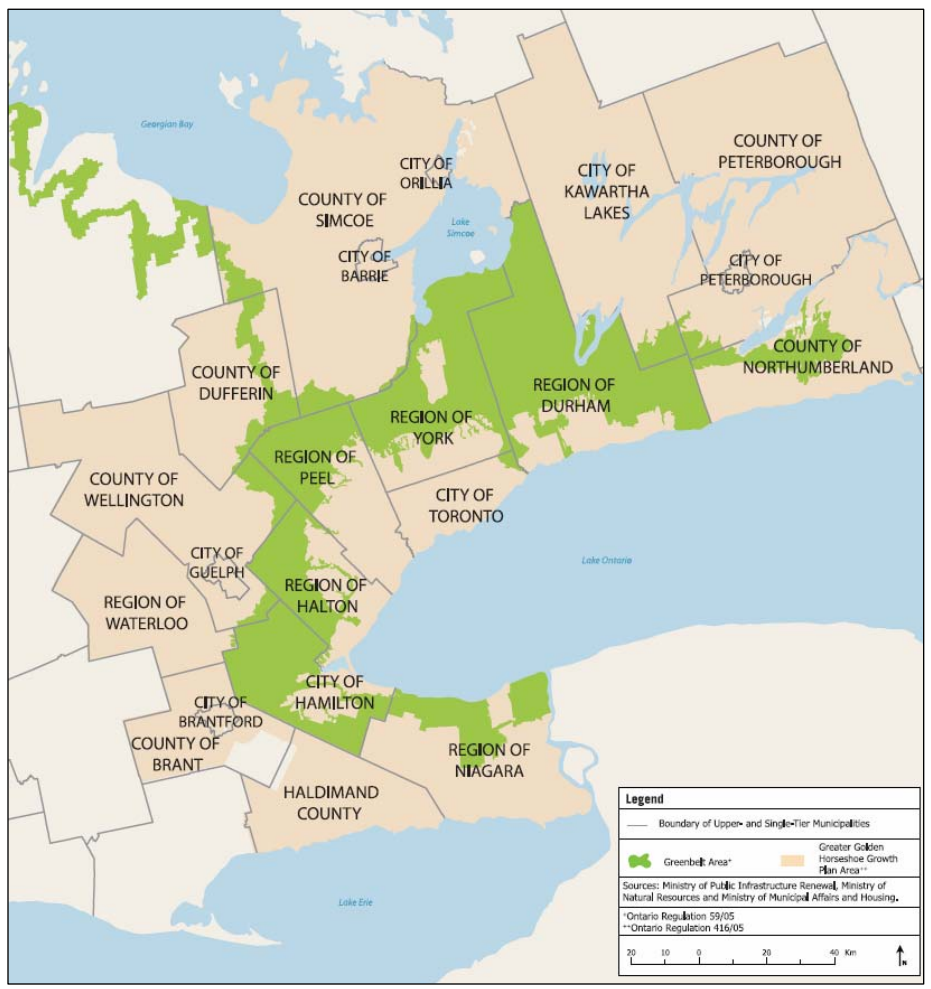 Georgian Bay
COUNTY OF
PETERBOROUGH
CITY OF
ORILLIA
CITY OF
KAWARTHA
LAKES
COUNTY OF
SIMCOE
Lake
Simcoe
CITY OF
BARRIE
CITY OF
PETERBOROUGH
COUNTY OF
NORTHUMBERLAND
COUNTY OF
DUFFERIN
REGION OF
DURHAM
REGION OF
YORK
REGION OF
PEEL
COUNTY OF
WELLINGTON
CITY OF
TORONTO
CITY OF
GUELPH
Lake Ontario
REGION OF
HALTON
REGION OF
WATERLOO
CITY OF
HAMILTON
CITY OF
BRANTFORD
COUNTY OF
BRANT
REGION OF
NIAGARA
HALDIMAND
COUNTY
Lake Erie
Legend
Boundary of Upper- and Single-Tier Municipalities
Greenbelt Area+
Greater Golden
Horseshoe Growth
Plan Area++
Sources: Ministry of Public Infrastructure Renewal, Ministry of
Natural Resources and Ministry of Municipal Affairs and Housing.
+Ontario Regulation 59/05
++Ontario Regulation 416/05
20 10 0 20 40 Km
N